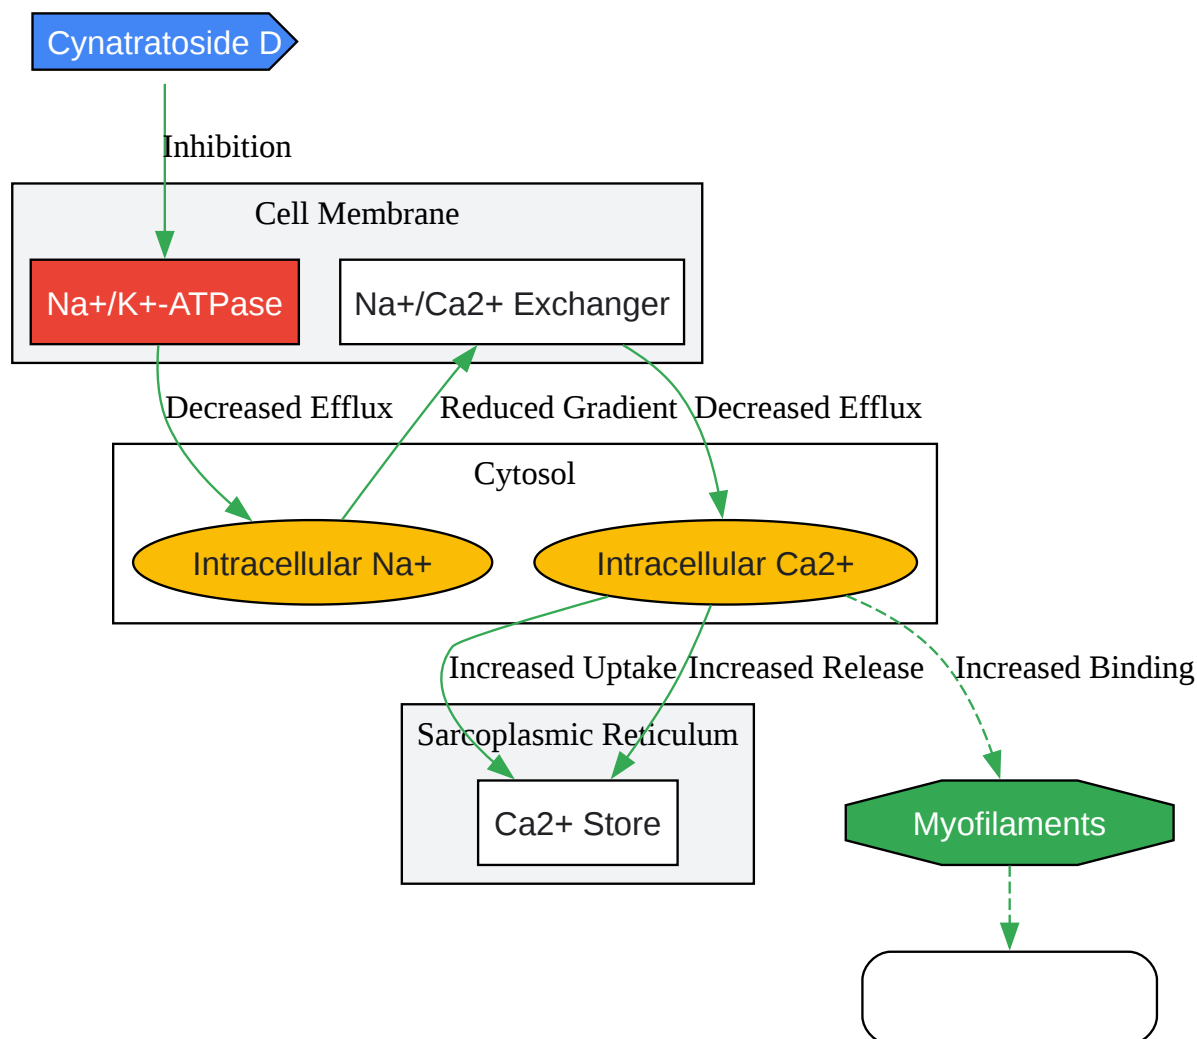 Cynatratoside D
Inhibition
Cell Membrane
Na+/K+-ATPase
Na+/Ca2+ Exchanger
Decreased Efflux
Reduced Gradient
Decreased Efflux
Cytosol
Intracellular Na+
Intracellular Ca2+
Increased Uptake
Increased Release
Increased Binding
Sarcoplasmic Reticulum
Ca2+ Store
Myofilaments